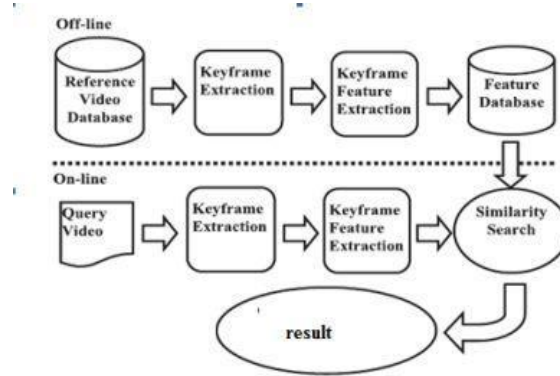 Off-line
Reference
Video
Database
Keyframe
Extraction
Keyframe
Feature
Extraction
Feature
Database
On-line
Query
Video
Keyframe
Extraction
Keyframe
Feature
Extraction
Similarity
Search
result